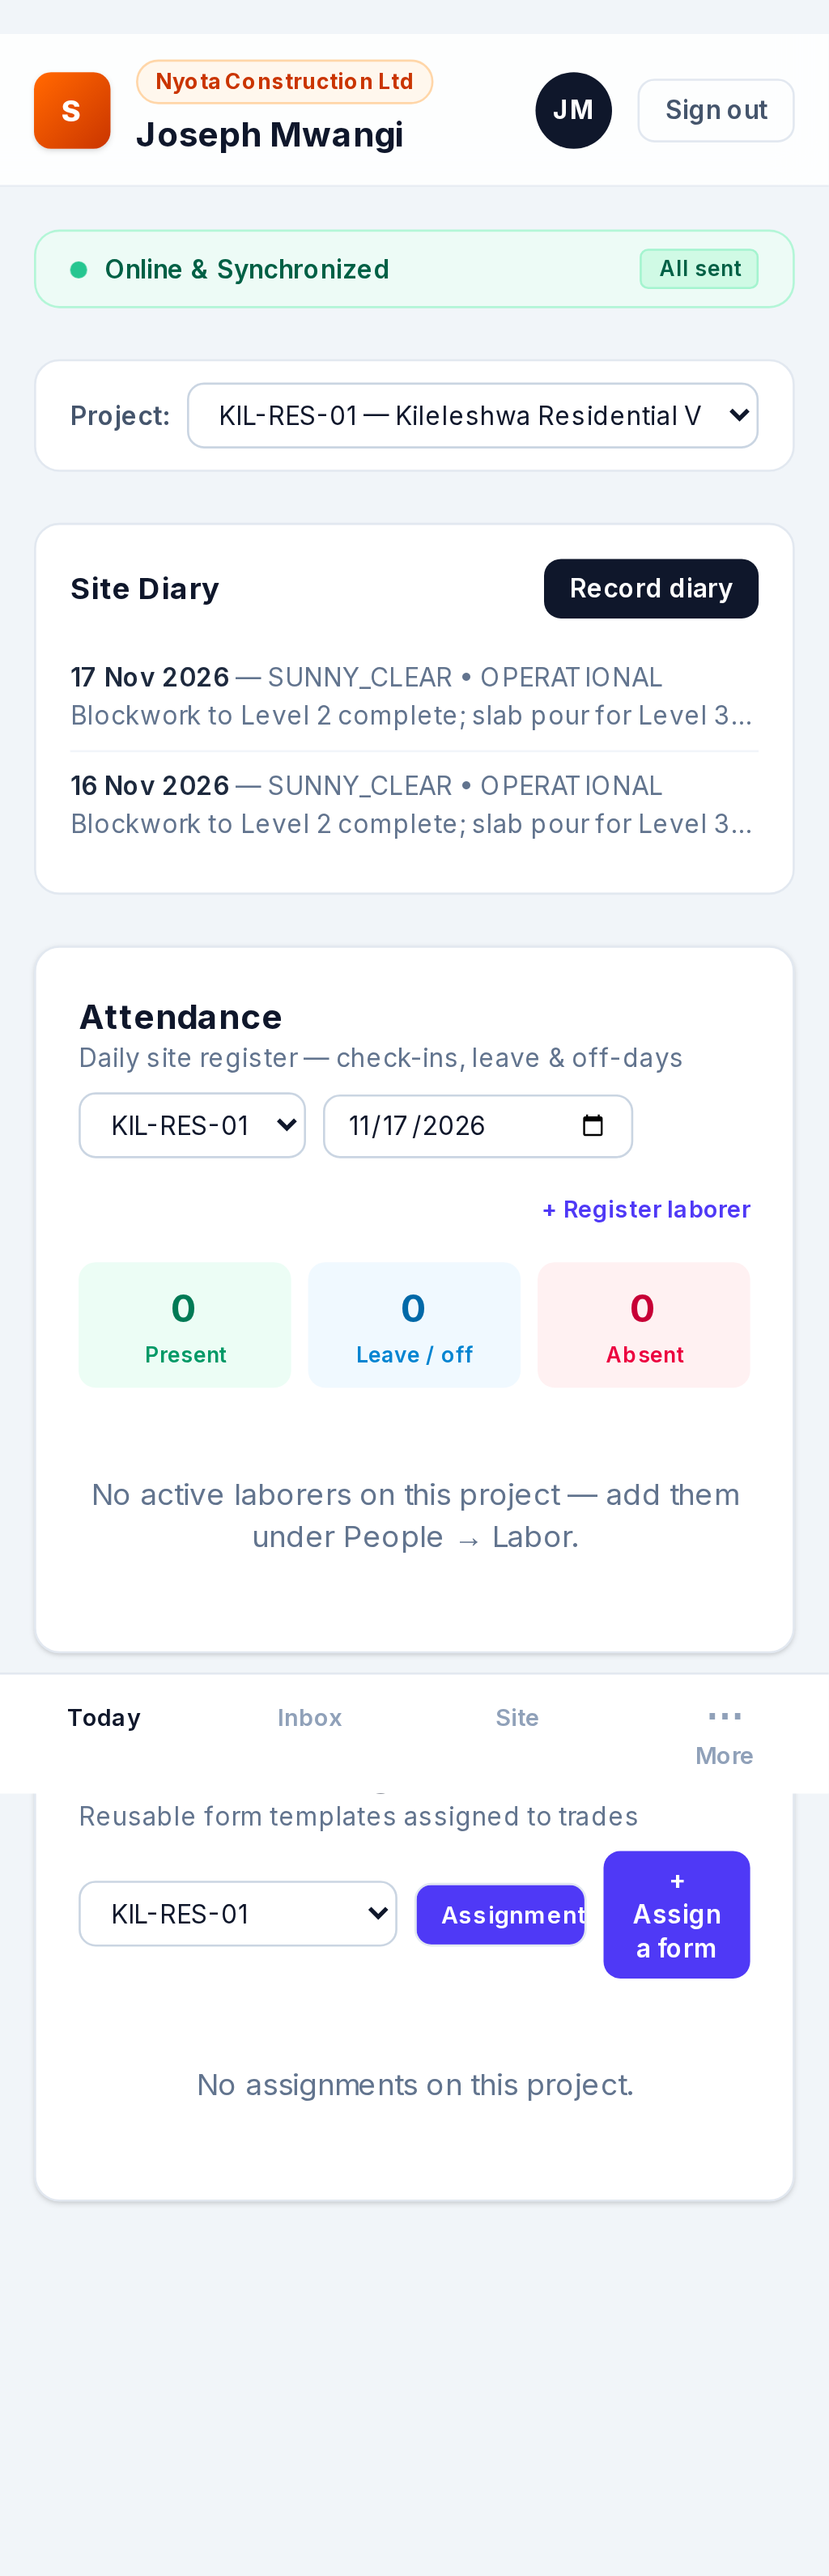 S
Nyota Construction Ltd
Joseph Mwangi
JM
Sign out
Online & Synchronized
All sent
Project:
KIL-RES-01 — Kileleshwa Residential V
Site Diary
Record diary
17 Nov 2026 — SUNNY_CLEAR • OPERATIONAL
Blockwork to Level 2 complete; slab pour for Level 3...
16 Nov 2026 — SUNNY_CLEAR • OPERATIONAL
Blockwork to Level 2 complete; slab pour for Level 3...
Attendance
Daily site register — check-ins, leave & off-days
KIL-RES-01
11/17/2026
+ Register laborer
0
Present
0
Leave / off
0
Absent
No active laborers on this project — add them
under People → Labor.
Today
Inbox
Site
···
More
Reusable form templates assigned to trades
KIL-RES-01
Assignment
+
Assign
a form
No assignments on this project.